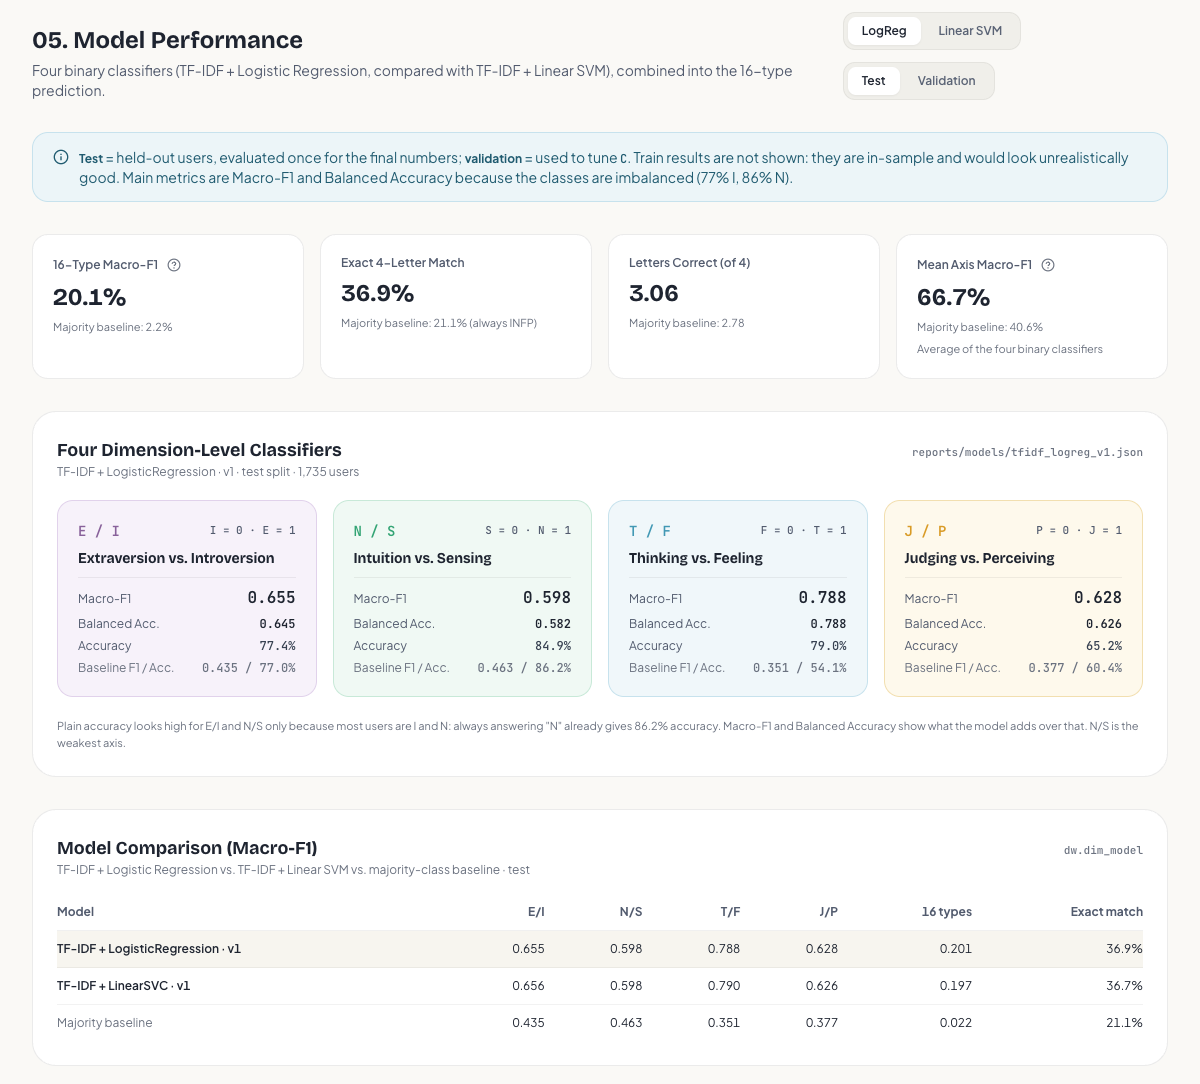 05. Model Performance
LogReg
Linear SVM
Four binary classifiers (TF-IDF + Logistic Regression, compared with TF-IDF + Linear SVM), combined into the 16-type
prediction.
Test
Validation
Test = held-out users, evaluated once for the final numbers; validation = used to tune C. Train results are not shown: they are in-sample and would look unrealistically
good. Main metrics are Macro-F1 and Balanced Accuracy because the classes are imbalanced (77% I, 86% N).
16-Type Macro-F1
20.1%
Majority baseline: 2.2%
Exact 4-Letter Match
36.9%
Majority baseline: 21.1% (always INFP)
Letters Correct (of 4)
3.06
Majority baseline: 2.78
Mean Axis Macro-F1
66.7%
Majority baseline: 40.6%
Average of the four binary classifiers
Four Dimension-Level Classifiers
reports/models/tfidf_logreg_v1.json
TF-IDF + LogisticRegression · v1 · test split · 1,735 users
E / I
I = 0 · E = 1
Extraversion vs. Introversion
Macro-F1 0.655
Balanced Acc. 0.645
Accuracy 77.4%
Baseline F1 / Acc. 0.435 / 77.0%
N / S
S = 0 · N = 1
Intuition vs. Sensing
Macro-F1 0.598
Balanced Acc. 0.582
Accuracy 84.9%
Baseline F1 / Acc. 0.463 / 86.2%
T / F
F = 0 · T = 1
Thinking vs. Feeling
Macro-F1 0.788
Balanced Acc. 0.788
Accuracy 79.0%
Baseline F1 / Acc. 0.351 / 54.1%
J / P
P = 0 · J = 1
Judging vs. Perceiving
Macro-F1 0.628
Balanced Acc. 0.626
Accuracy 65.2%
Baseline F1 / Acc. 0.377 / 60.4%
Plain accuracy looks high for E/I and N/S only because most users are I and N: always answering "N" already gives 86.2% accuracy. Macro-F1 and Balanced Accuracy show what the model adds over that. N/S is the
weakest axis.
Model Comparison (Macro-F1)
dw.dim_model
TF-IDF + Logistic Regression vs. TF-IDF + Linear SVM vs. majority-class baseline · test
Model E/I N/S T/F J/P 16 types Exact match
TF-IDF + LogisticRegression · v1 0.655 0.598 0.788 0.628 0.201 36.9%
TF-IDF + LinearSVC · v1 0.656 0.598 0.790 0.626 0.197 36.7%
Majority baseline 0.435 0.463 0.351 0.377 0.022 21.1%